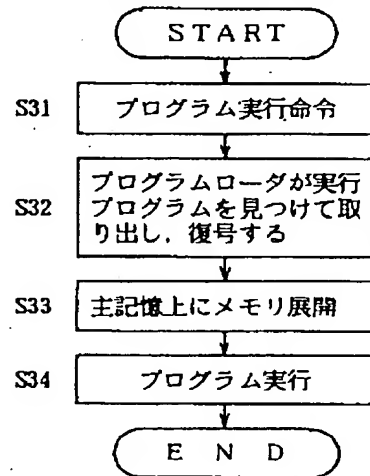 START
S31 プログラム実行命令
S32 プログラムローダが実行
プログラムを見つけて取
り出し，復号する
S33 主記憶上にメモリ展開
S34 プログラム実行
END